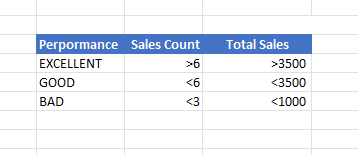 Perpormance Sales Count Total Sales
EXCELLENT >6 >3500
GOOD <6 <3500
BAD <3 <1000